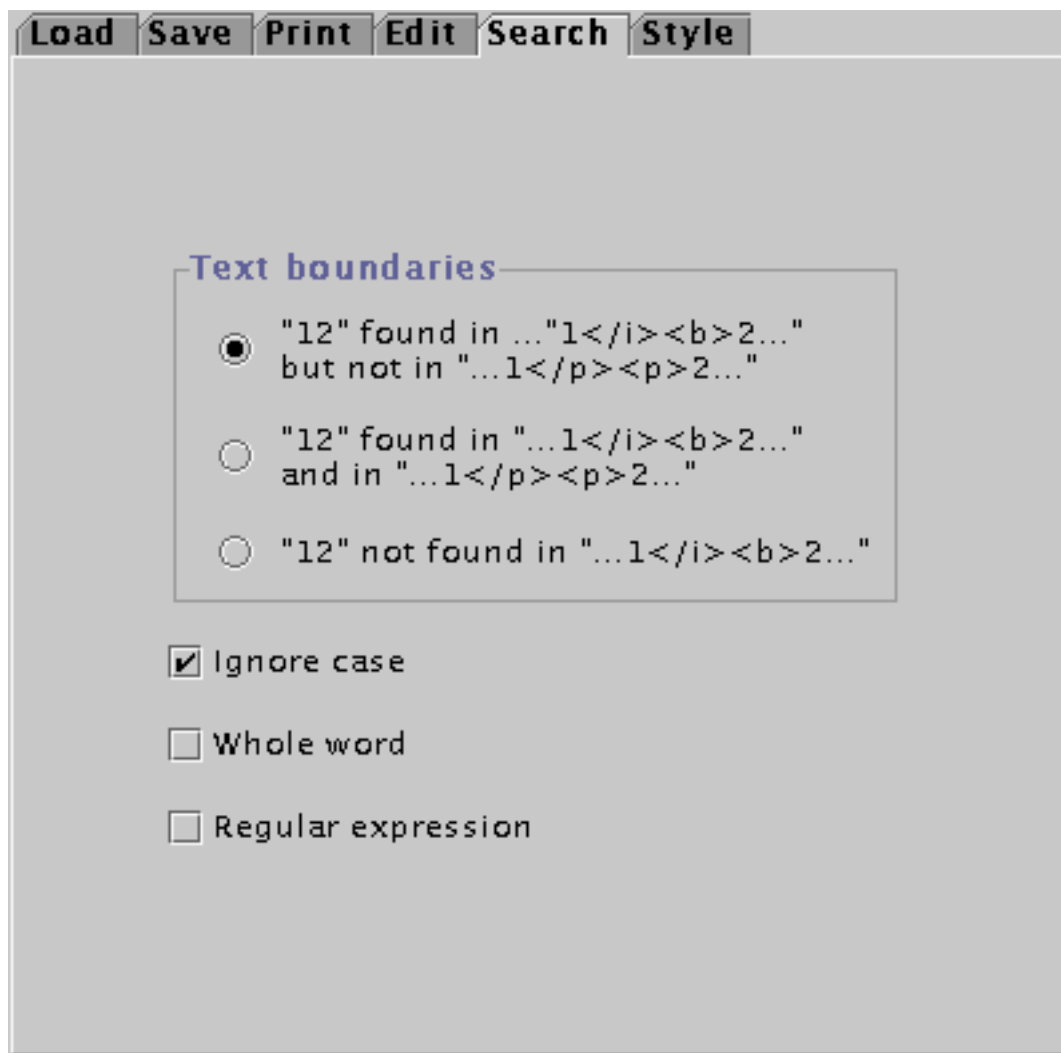 Load Save Print Edit Search Style
Text boundaries
"12" found in ..."1</i><b>2..."
but not in "...1</p><p>2..."
"12" found in "...1</i><b>2..."
and in "...1</p><p>2..."
"12" not found in "...1</i><b>2..."
Ignore case
Whole word
Regular expression